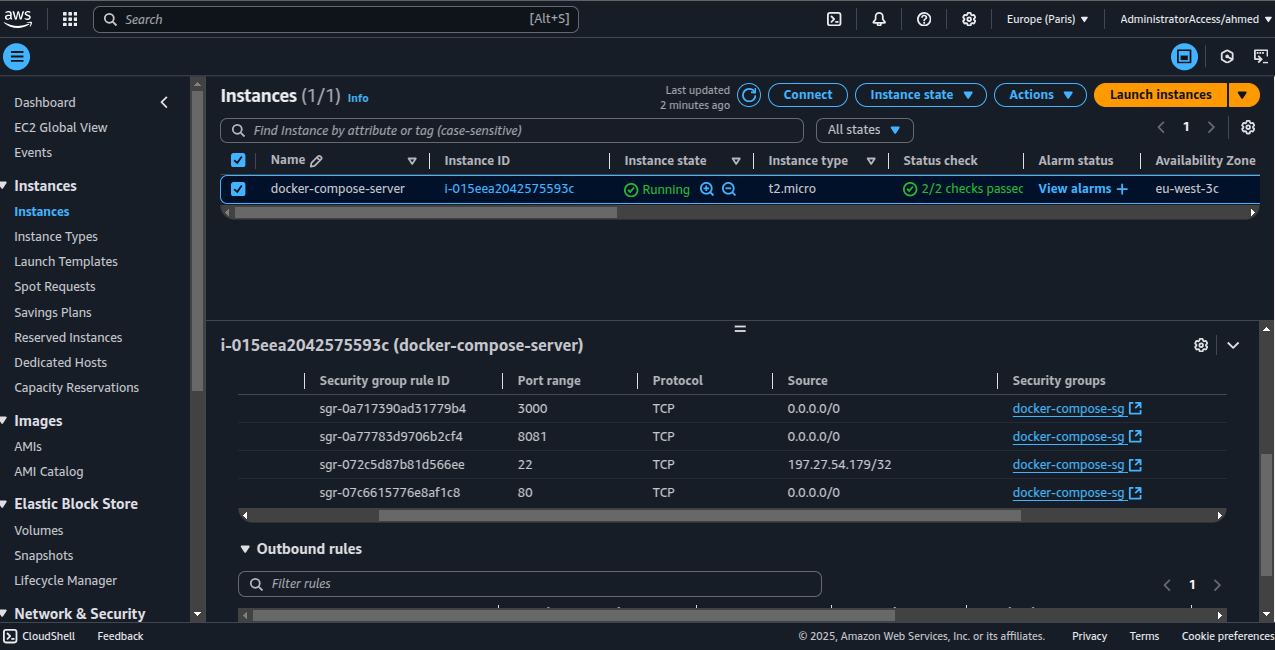 aws Search [Alt+S] Europe (Paris) AdministratorAccess/ahmed
Dashboard
EC2 Global View
Events
Instances
Instances
Instance Types
Launch Templates
Spot Requests
Savings Plans
Reserved Instances
Dedicated Hosts
Capacity Reservations
Images
AMIs
AMI Catalog
Elastic Block Store
Volumes
Snapshots
Lifecycle Manager
Network & Security
Instances (1/1) Info
Last updated
2 minutes ago
Connect Instance state Actions Launch instances
Find Instance by attribute or tag (case-sensitive) All states 1
Name Instance ID Instance state Instance type Status check Alarm status Availability Zone
docker-compose-server i-015eea2042575593c Running t2.micro 2/2 checks passec View alarms + eu-west-3c
i-015eea2042575593c (docker-compose-server)
Security group rule ID Port range Protocol Source Security groups
sgr-0a717390ad31779b4 3000 TCP 0.0.0.0/0 docker-compose-sg
sgr-0a77783d9706b2cf4 8081 TCP 0.0.0.0/0 docker-compose-sg
sgr-072c5d87b81d566ee 22 TCP 197.27.54.179/32 docker-compose-sg
sgr-07c6615776e8af1c8 80 TCP 0.0.0.0/0 docker-compose-sg
Outbound rules
Filter rules 1
CloudShell Feedback © 2025, Amazon Web Services, Inc. or its affiliates. Privacy Terms Cookie preferences